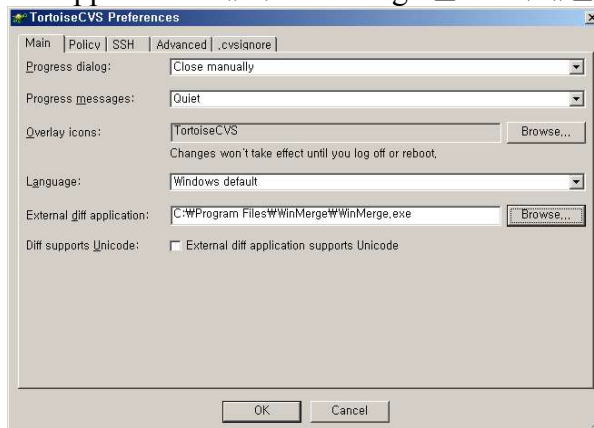 TortoiseCVS Preferences
Main Policy SSH Advanced .cvsignore
Progress dialog: Close manually
Progress messages: Quiet
Overlay icons: TortoiseCVS Browse...
Changes won't take effect until you log off or reboot.
Language: Windows default
External diff application: C:₩Program Files₩WinMerge₩WinMerge.exe Browse...
Diff supports Unicode: External diff application supports Unicode
OK Cancel